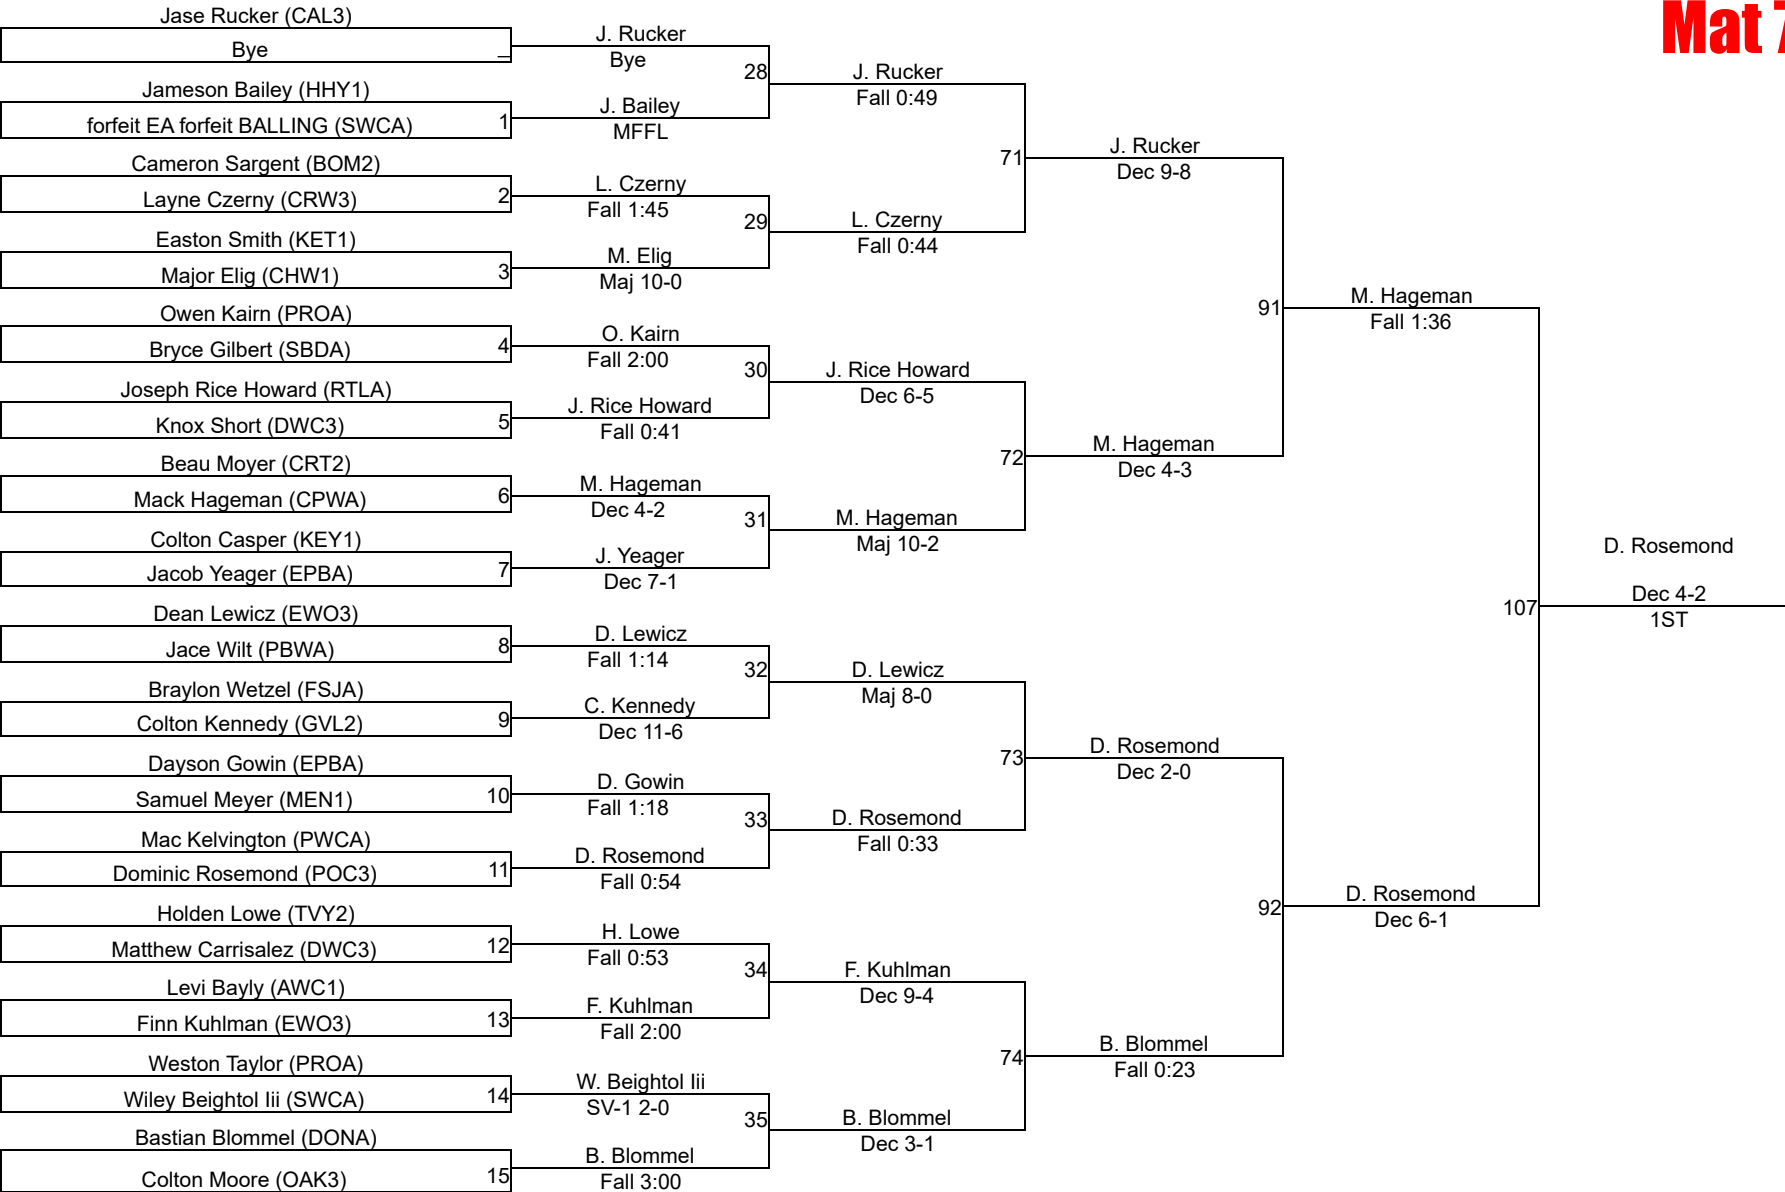 Mat 7
Jase Rucker (CAL3)
Bye
_
Jameson Bailey (HHY1)
forfeit EA forfeit BALLING (SWCA)
1
Cameron Sargent (BOM2)
Layne Czerny (CRW3)
2
Easton Smith (KET1)
Major Elig (CHW1)
3
Owen Kairn (PROA)
Bryce Gilbert (SBDA)
4
Joseph Rice Howard (RTLA)
Knox Short (DWC3)
5
Beau Moyer (CRT2)
Mack Hageman (CPWA)
6
Colton Casper (KEY1)
Jacob Yeager (EPBA)
7
Dean Lewicz (EWO3)
Jace Wilt (PBWA)
8
Braylon Wetzel (FSJA)
Colton Kennedy (GVL2)
9
Dayson Gowin (EPBA)
Samuel Meyer (MEN1)
10
Mac Kelvington (PWCA)
Dominic Rosemond (POC3)
11
Holden Lowe (TVY2)
Matthew Carrisalez (DWC3)
12
Levi Bayly (AWC1)
Finn Kuhlman (EWO3)
13
Weston Taylor (PROA)
Wiley Beightol Iii (SWCA)
14
Bastian Blommel (DONA)
Colton Moore (OAK3)
15
J. Rucker
Bye
28
J. Bailey
MFFL
L. Czerny
Fall 1:45
29
M. Elig
Maj 10-0
O. Kairn
Fall 2:00
30
J. Rice Howard
Fall 0:41
M. Hageman
Dec 4-2
31
J. Yeager
Dec 7-1
D. Lewicz
Fall 1:14
32
C. Kennedy
Dec 11-6
D. Gowin
Fall 1:18
33
D. Rosemond
Fall 0:54
H. Lowe
Fall 0:53
34
F. Kuhlman
Fall 2:00
W. Beightol Iii
SV-1 2-0
35
B. Blommel
Fall 3:00
J. Rucker
Fall 0:49
71
L. Czerny
Fall 0:44
J. Rice Howard
Dec 6-5
72
M. Hageman
Maj 10-2
D. Lewicz
Maj 8-0
73
D. Rosemond
Fall 0:33
F. Kuhlman
Dec 9-4
74
B. Blommel
Dec 3-1
J. Rucker
Dec 9-8
91
M. Hageman
Dec 4-3
D. Rosemond
Dec 2-0
92
B. Blommel
Fall 0:23
M. Hageman
Fall 1:36
107
D. Rosemond
Dec 6-1
D. Rosemond
Dec 4-2
1ST